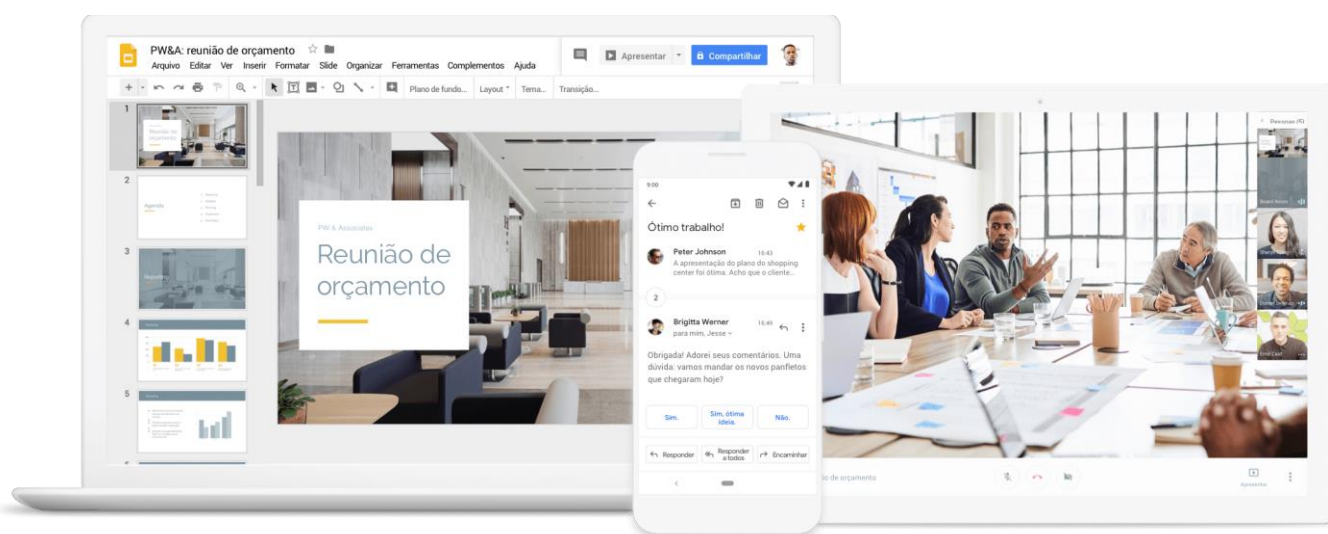 PW&A: reunião de orçamento
Arquivo Editar Ver Inserir Formatar Slide Organizar Ferramentas Complementos Ajuda
Apresentar
Compartilhar
Plano de fundo... Layout Tema... Transição...
1
2
Agenda
3
4
5
PW & Associates
Reunião de
orçamento
9:00
Ótimo trabalho!
Peter Johnson 16:43
A apresentação do plano do shopping
center foi ótima. Acho que o cliente...
2
Brigitta Werner 16:49
para mim, Jesse
Obrigada! Adorei seus comentários. Uma
dúvida: vamos mandar os novos panfletos
que chegaram hoje?
Sim.
Sim, ótima
ideia.
Não.
Responder
Responder
a todos
Encaminhar
Board Room
de orçamento
Apresentar